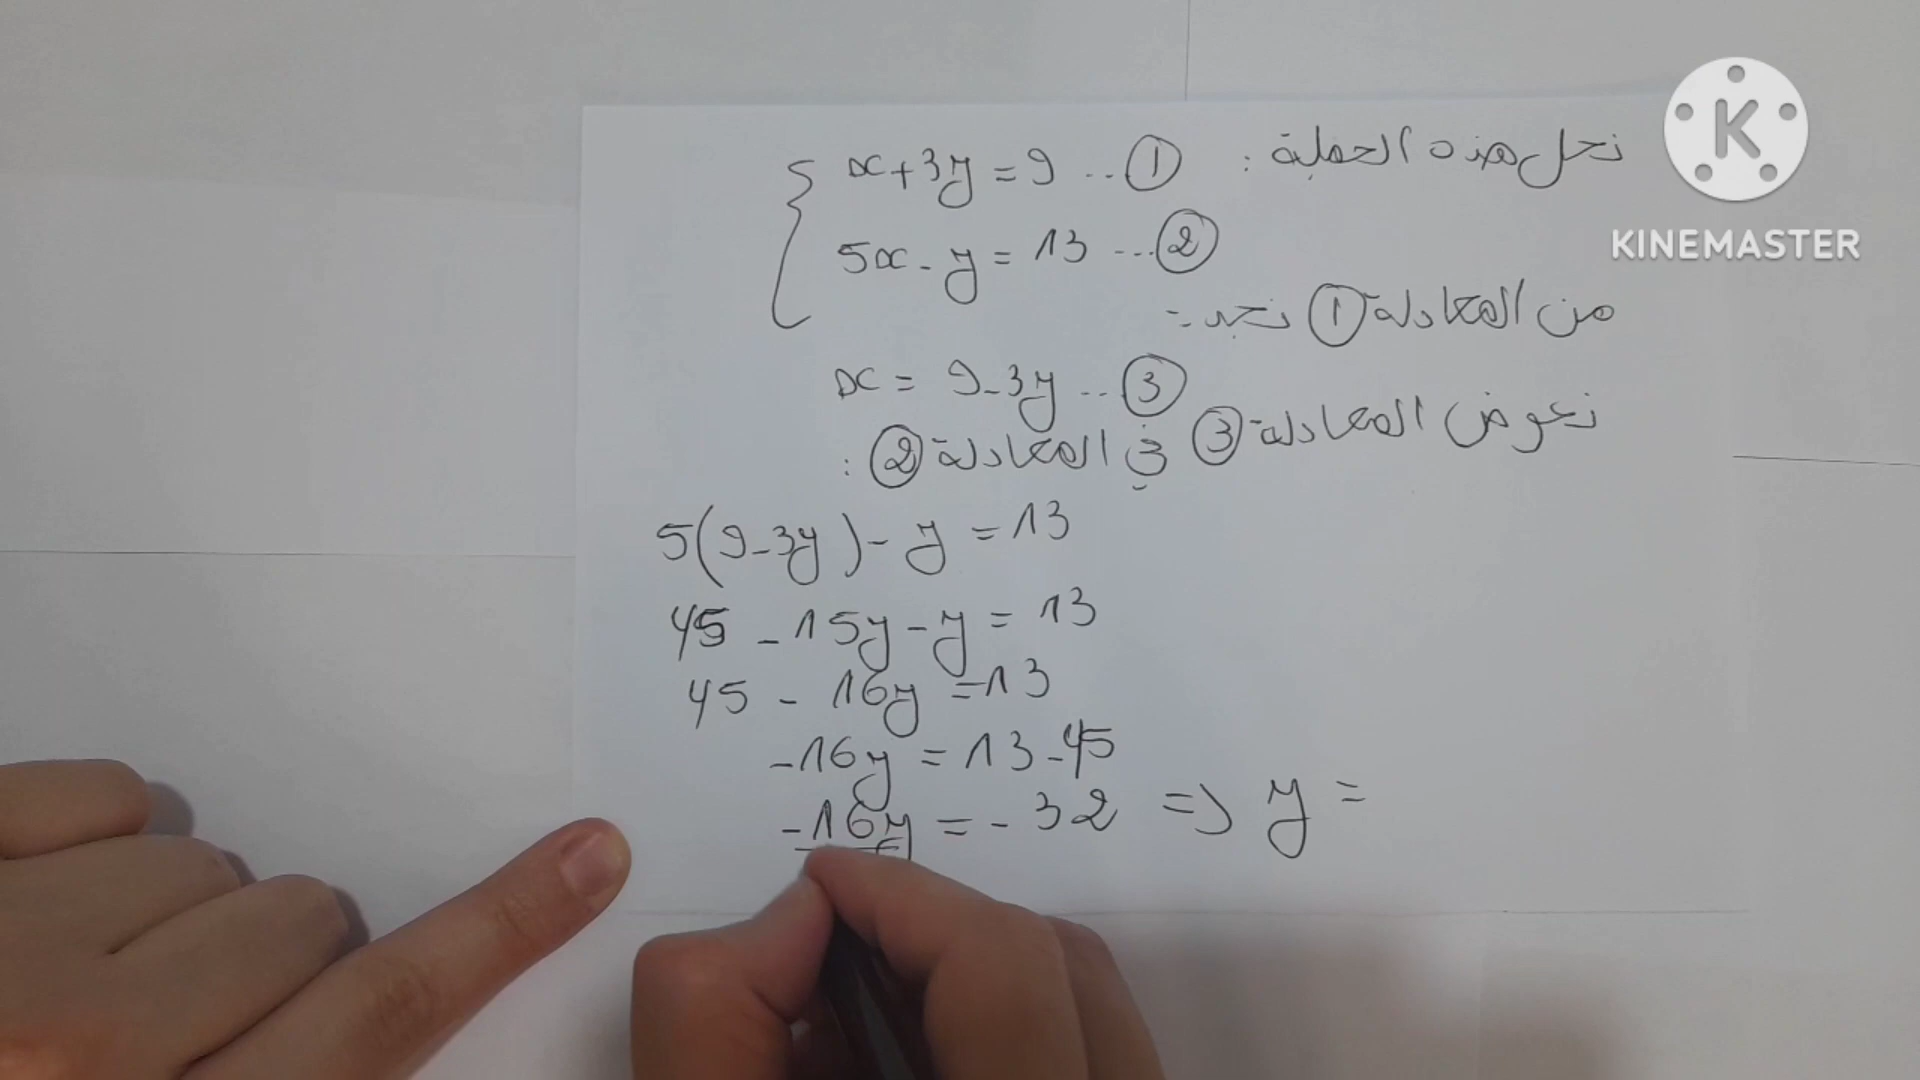 نحل هذه الجملة :
x + 3y = 9 .. ①
5x - y = 13 ... ②
من المعادلة ① نجد :-
x = 9 - 3y .. ③
نعوض المعادلة ③ في المعادلة ② :
5(9 - 3y) - y = 13
45 - 15y - y = 13
45 - 16y = 13
-16y = 13 - 45
-16y = - 32 => y =
K
KINEMASTER